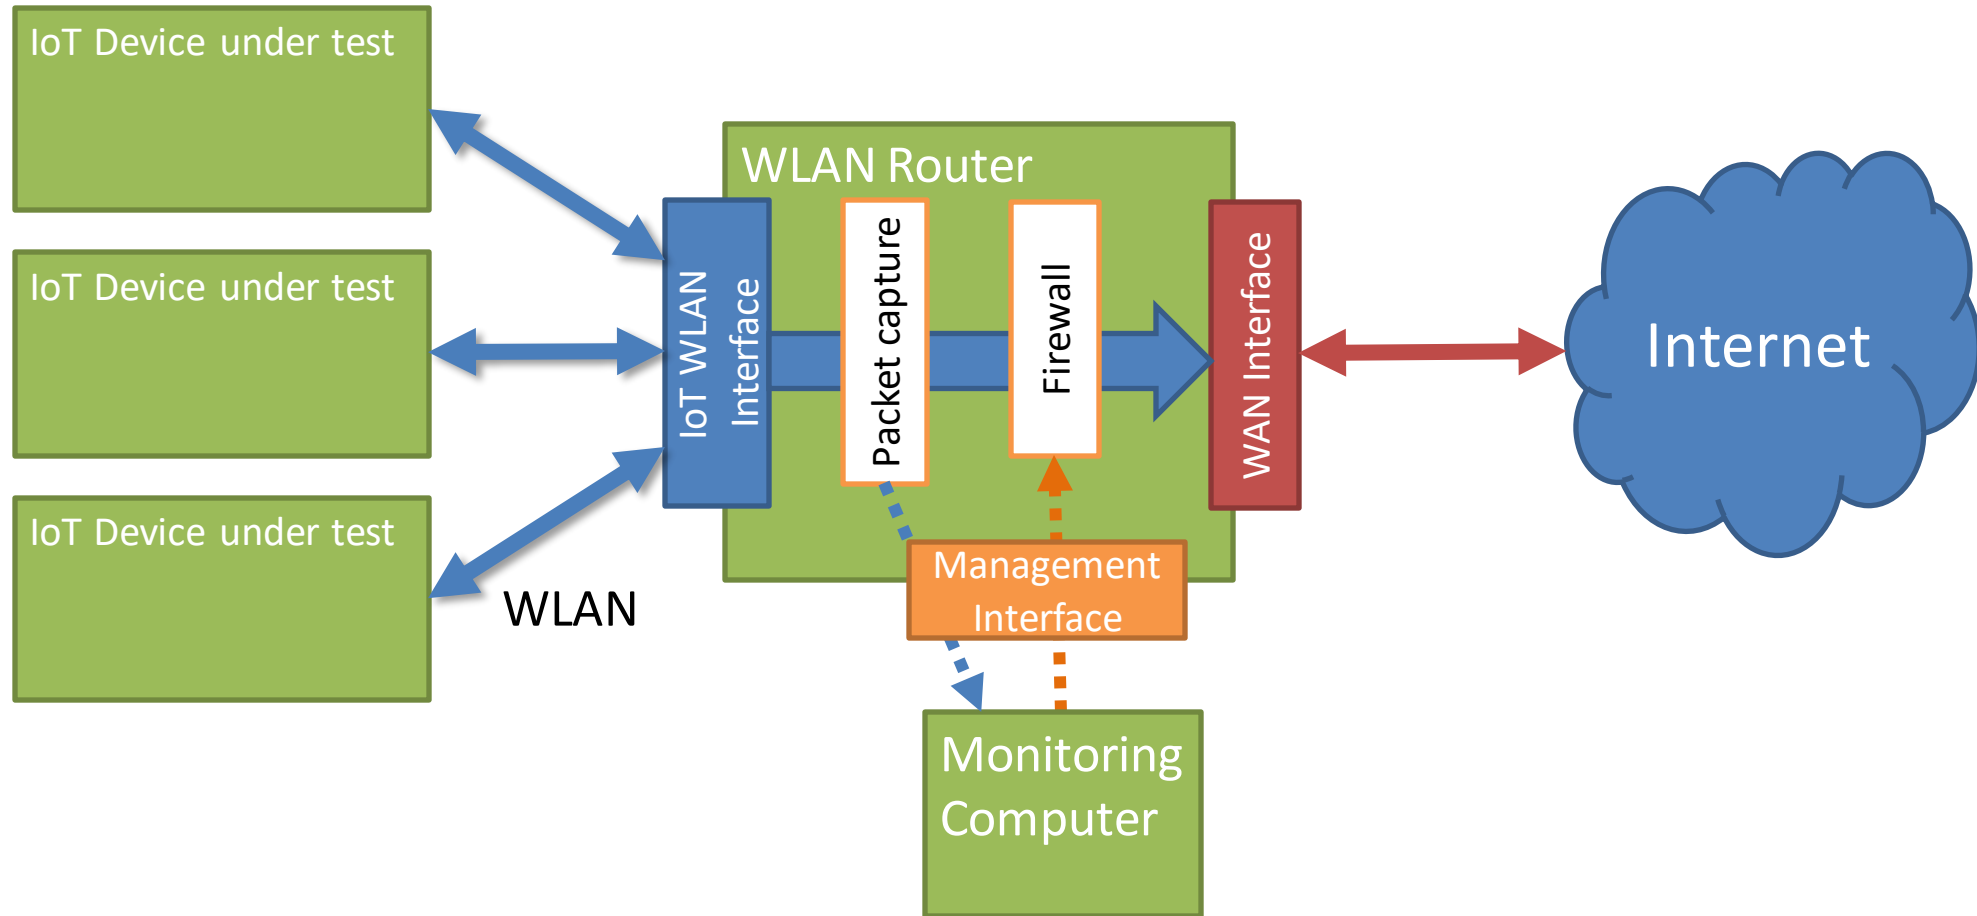 IoT Device under test
IoT Device under test
IoT Device under test
WLAN
WLAN Router
IoT WLAN
Interface
Packet capture
Firewall
WAN Interface
Management
Interface
Monitoring
Computer
Internet